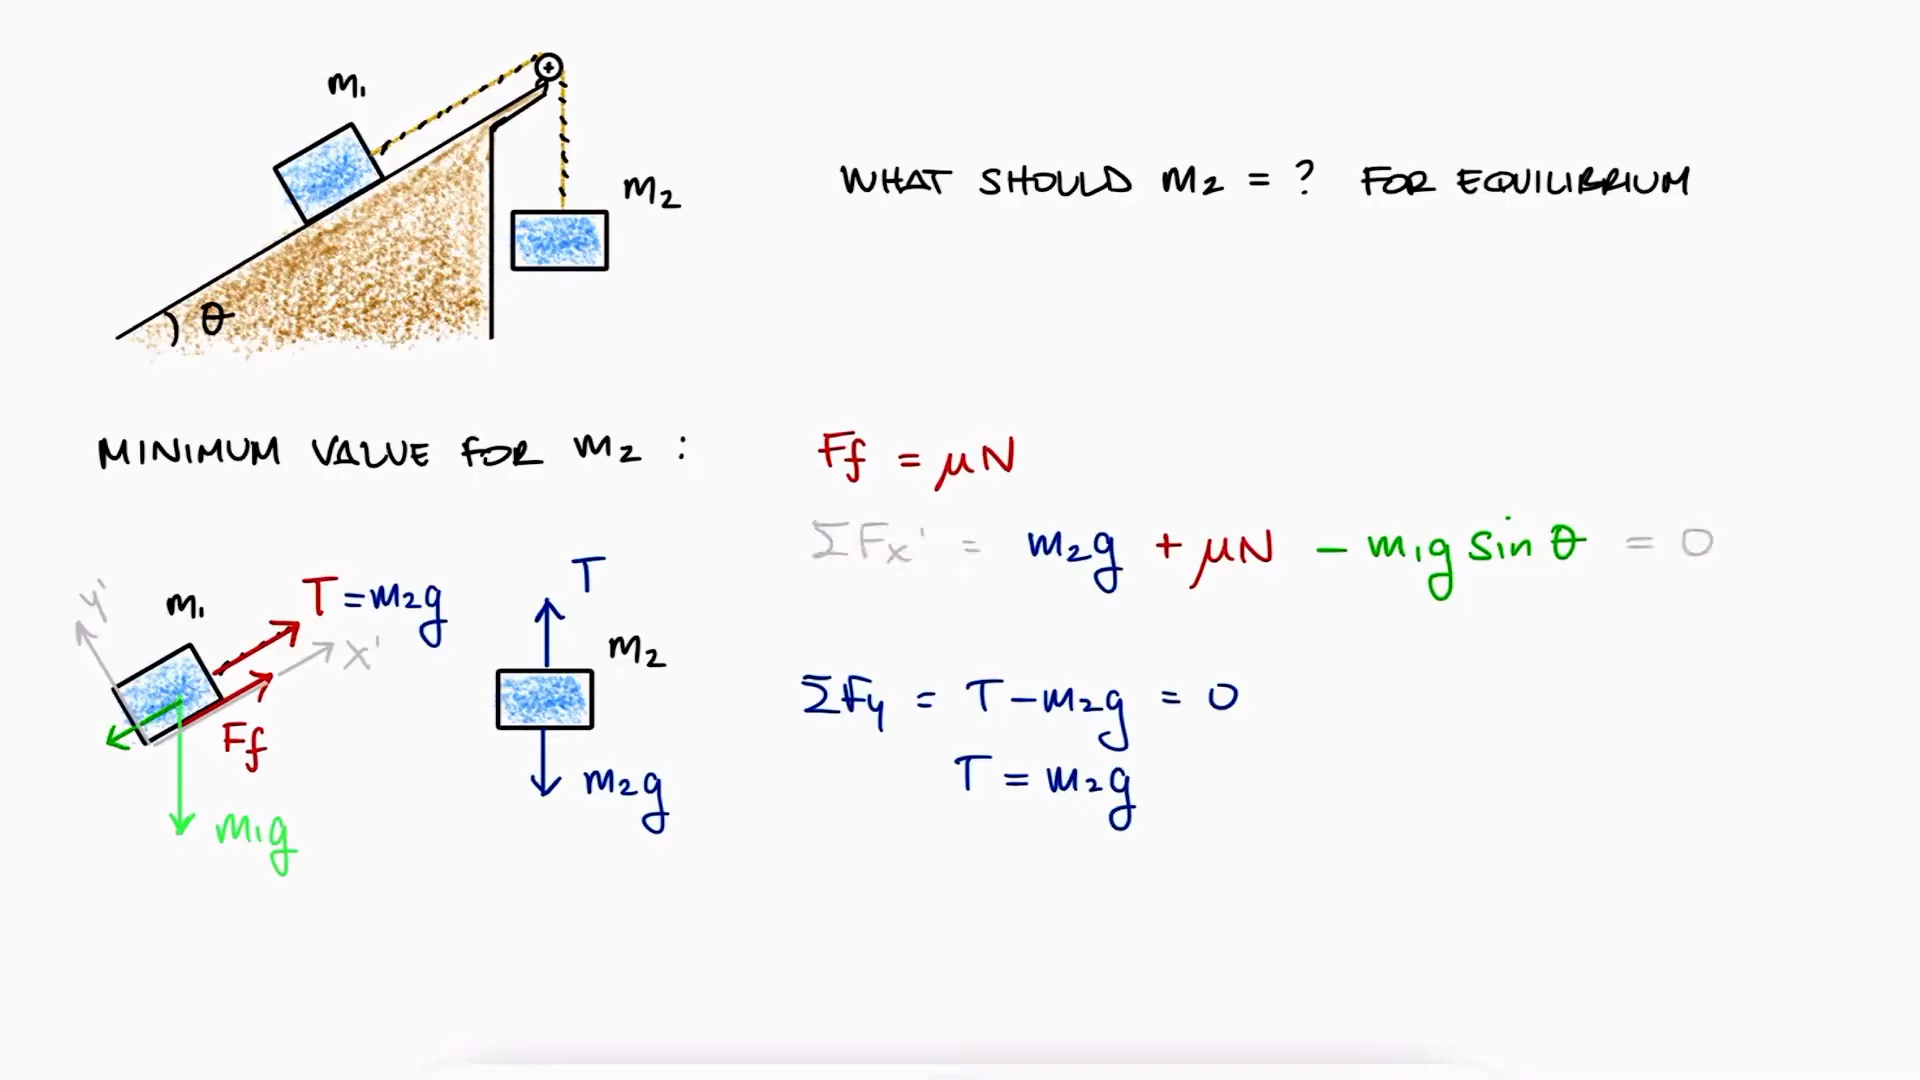 m₁
m₂
θ
WHAT SHOULD m₂ = ? FOR EQUILIBRIUM
MINIMUM VALUE FOR m₂ :
Ff = μN
ΣFx' = m₂g + μN - m₁g sin θ = 0
y'
m₁
T = m₂g
x'
Ff
m₁g
T
m₂
m₂g
ΣFy = T - m₂g = 0
T = m₂g